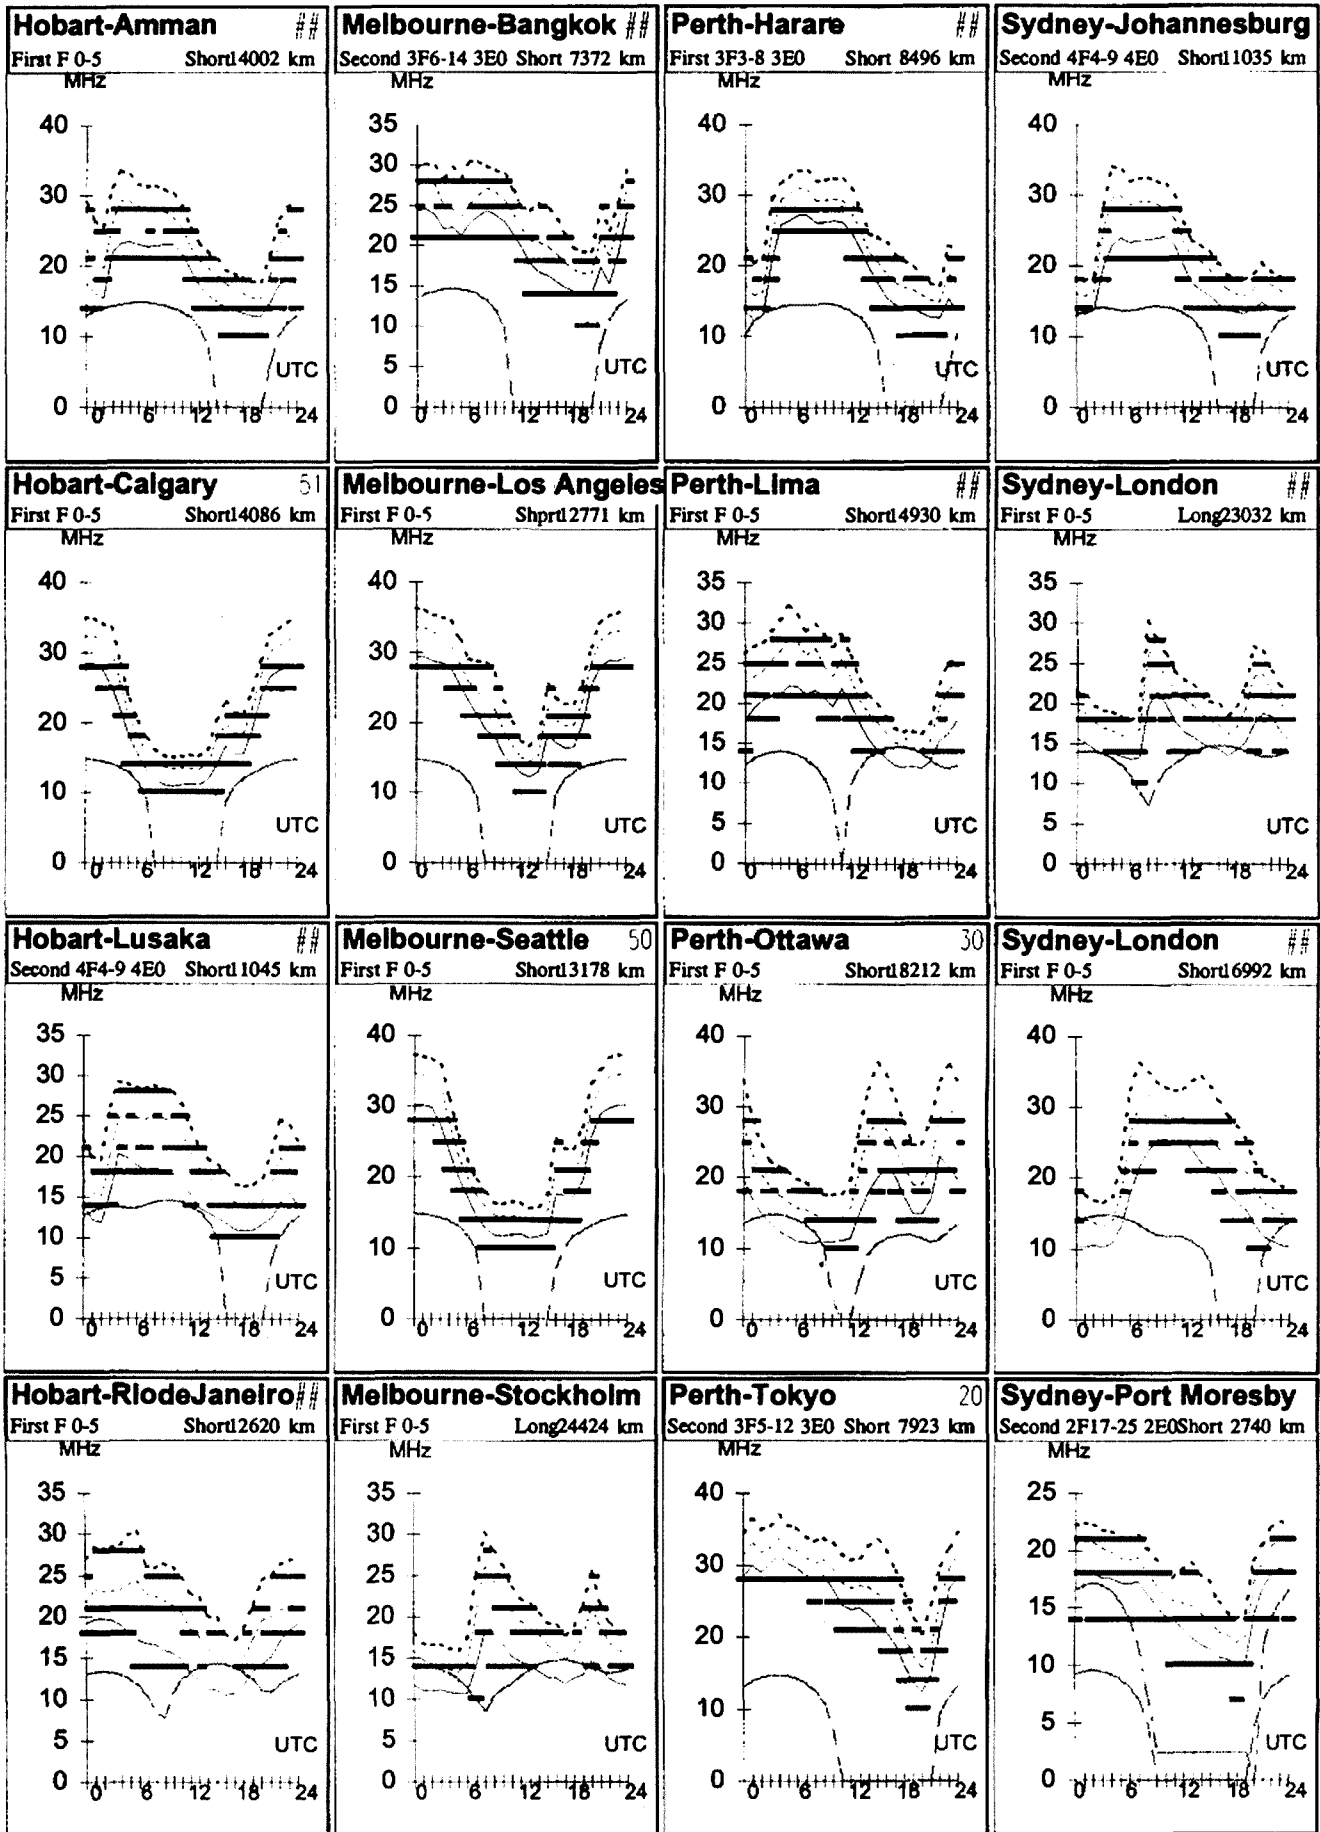 Hobart-Amman ##
First F 0-5 Short14002 km
MHz
40
30
20
10
0
UTC
0 6 12 18 24
Melbourne-Bangkok ##
Second 3F6-14 3E0 Short 7372 km
MHz
35
30
25
20
15
10
5
0
UTC
0 6 12 18 24
Perth-Harare ##
First 3F3-8 3E0 Short 8496 km
MHz
40
30
20
10
0
UTC
0 6 12 18 24
Sydney-Johannesburg
Second 4F4-9 4E0 Short11035 km
MHz
40
30
20
10
0
UTC
0 6 12 18 24
Hobart-Calgary 51
First F 0-5 Short14086 km
MHz
40
30
20
10
0
UTC
0 6 12 18 24
Melbourne-Los Angeles
First F 0-5 Shprt12771 km
MHz
40
30
20
10
0
UTC
0 6 12 18 24
Perth-Lima ##
First F 0-5 Short14930 km
MHz
35
30
25
20
15
10
5
0
UTC
0 6 12 18 24
Sydney-London ##
First F 0-5 Long23032 km
MHz
35
30
25
20
15
10
5
0
UTC
0 6 12 18 24
Hobart-Lusaka ##
Second 4F4-9 4E0 Short11045 km
MHz
35
30
25
20
15
10
5
0
UTC
0 6 12 18 24
Melbourne-Seattle 50
First F 0-5 Short13178 km
MHz
40
30
20
10
0
UTC
0 6 12 18 24
Perth-Ottawa 30
First F 0-5 Short18212 km
MHz
40
30
20
10
0
UTC
0 6 12 18 24
Sydney-London ##
First F 0-5 Short16992 km
MHz
40
30
20
10
0
UTC
0 6 12 18 24
Hobart-RiodeJaneiro##
First F 0-5 Short12620 km
MHz
35
30
25
20
15
10
5
0
UTC
0 6 12 18 24
Melbourne-Stockholm
First F 0-5 Long24424 km
MHz
35
30
25
20
15
10
5
0
UTC
0 6 12 18 24
Perth-Tokyo 20
Second 3F5-12 3E0 Short 7923 km
MHz
40
30
20
10
0
UTC
0 6 12 18 24
Sydney-Port Moresby
Second 2F17-25 2E0Short 2740 km
MHz
25
20
15
10
5
0
UTC
0 6 12 18 24